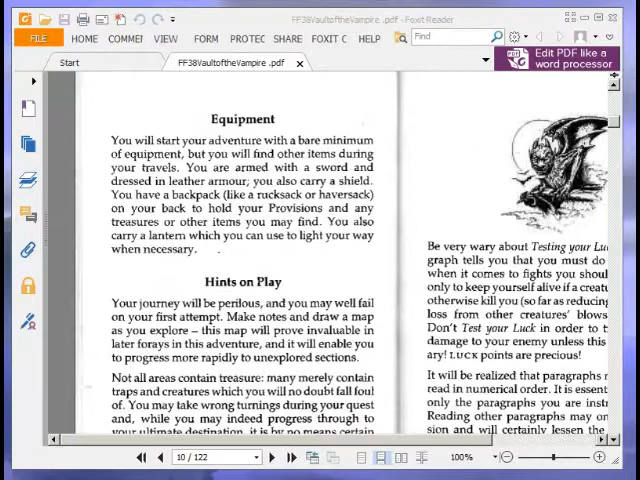 FF38VaultoftheVampire .pdf - Foxit Reader
FILE HOME COMMEI VIEW FORM PROTEC SHARE FOXIT C HELP Find
Edit PDF like a
word processor
Start FF38VaultoftheVampire .pdf
Equipment
You will start your adventure with a bare minimum
of equipment, but you will find other items during
your travels. You are armed with a sword and
dressed in leather armour; you also carry a shield.
You have a backpack (like a rucksack or haversack)
on your back to hold your Provisions and any
treasures or other items you may find. You also
carry a lantern which you can use to light your way
when necessary.
Hints on Play
Your journey will be perilous, and you may well fail
on your first attempt. Make notes and draw a map
as you explore – this map will prove invaluable in
later forays in this adventure, and it will enable you
to progress more rapidly to unexplored sections.
Not all areas contain treasure: many merely contain
traps and creatures which you will no doubt fall foul
of. You may take wrong turnings during your quest
and, while you may indeed progress through to
your ultimate destination, it is by no means certain
Be very wary about Testing your Lu
graph tells you that you must do
when it comes to fights you shoul
only to keep yourself alive if a creatu
otherwise kill you (so far as reducing
loss from other creatures' blows
Don't Test your Luck in order to
damage to your enemy unless this
ary! LUCK points are precious!
It will be realized that paragraphs
read in numerical order. It is essent
only the paragraphs you are inst
Reading other paragraphs may on
sion and will certainly lessen the
10 / 122
100%